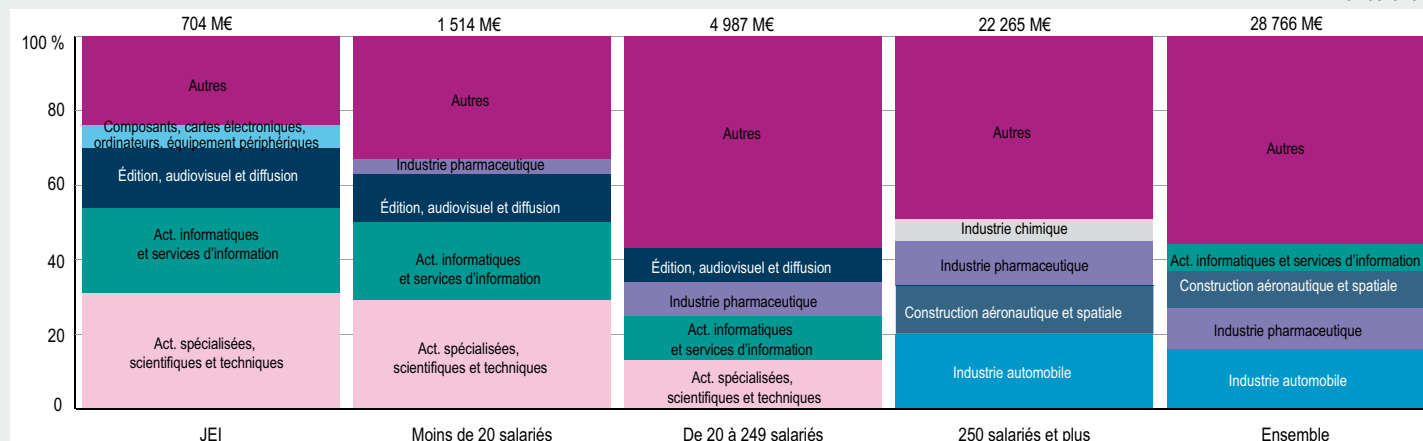 704 M€
1 514 M€
4 987 M€
22 265 M€
28 766 M€
100 %
80
60
40
20
0
Autres
Composants, cartes électroniques,
ordinateurs, équipement périphériques
Édition, audiovisuel et diffusion
Act. informatiques
et services d'information
Act. spécialisées,
scientifiques et techniques
Autres
Industrie pharmaceutique
Édition, audiovisuel et diffusion
Act. informatiques
et services d'information
Act. spécialisées,
scientifiques et techniques
Autres
Édition, audiovisuel et diffusion
Industrie pharmaceutique
Act. informatiques
et services d'information
Act. spécialisées,
scientifiques et techniques
Autres
Industrie chimique
Industrie pharmaceutique
Construction aéronautique et spatiale
Industrie automobile
Autres
Act. informatiques et services d'information
Construction aéronautique et spatiale
Industrie pharmaceutique
Industrie automobile
JEI
Moins de 20 salariés
De 20 à 249 salariés
250 salariés et plus
Ensemble